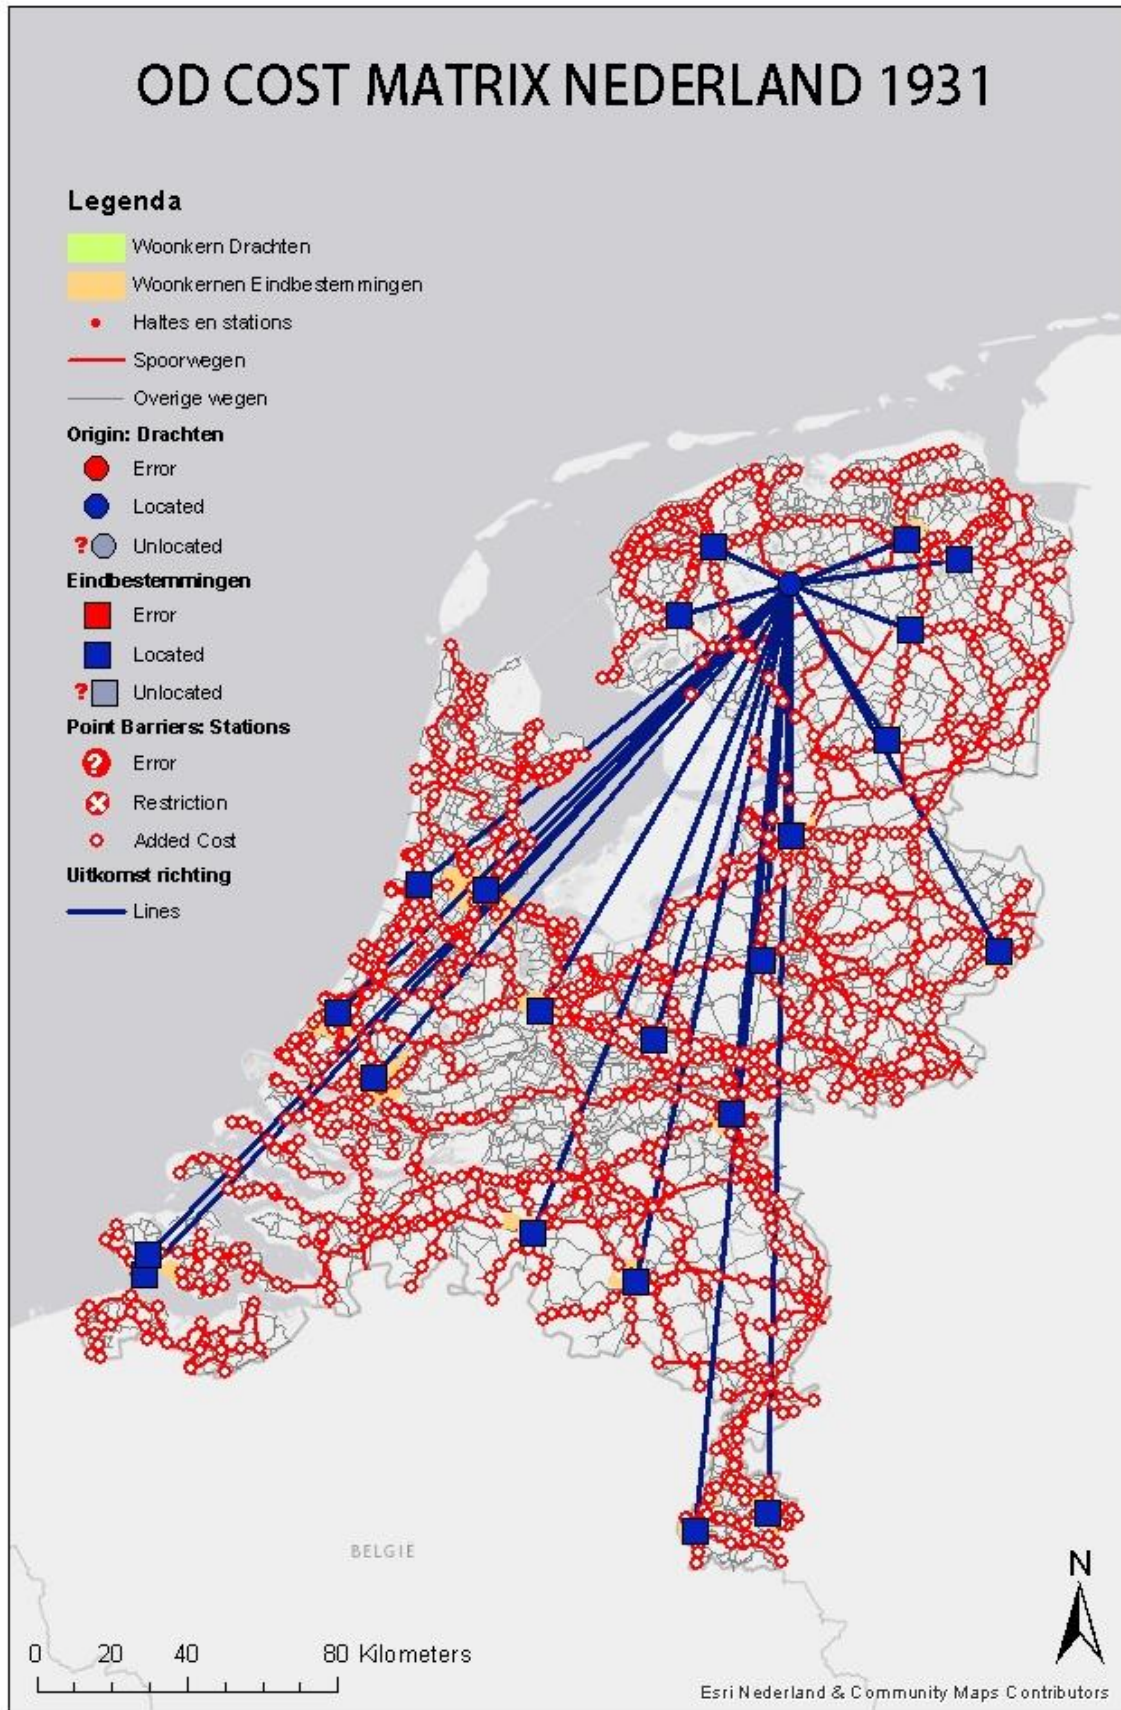 OD COST MATRIX NEDERLAND 1931
Legenda
Woonkern Drachten
Woonkernen Eindbestemmingen
Haltes en stations
Spoorwegen
Overige wegen
Origin: Drachten
Error
Located
? Unlocated
Eindbestemmingen
Error
Located
? Unlocated
Point Barriers: Stations
? Error
Restriction
Added Cost
Uitkomst richting
Lines
BELGIË
N
0 20 40 80 Kilometers
Esri Nederland & Community Maps Contributors